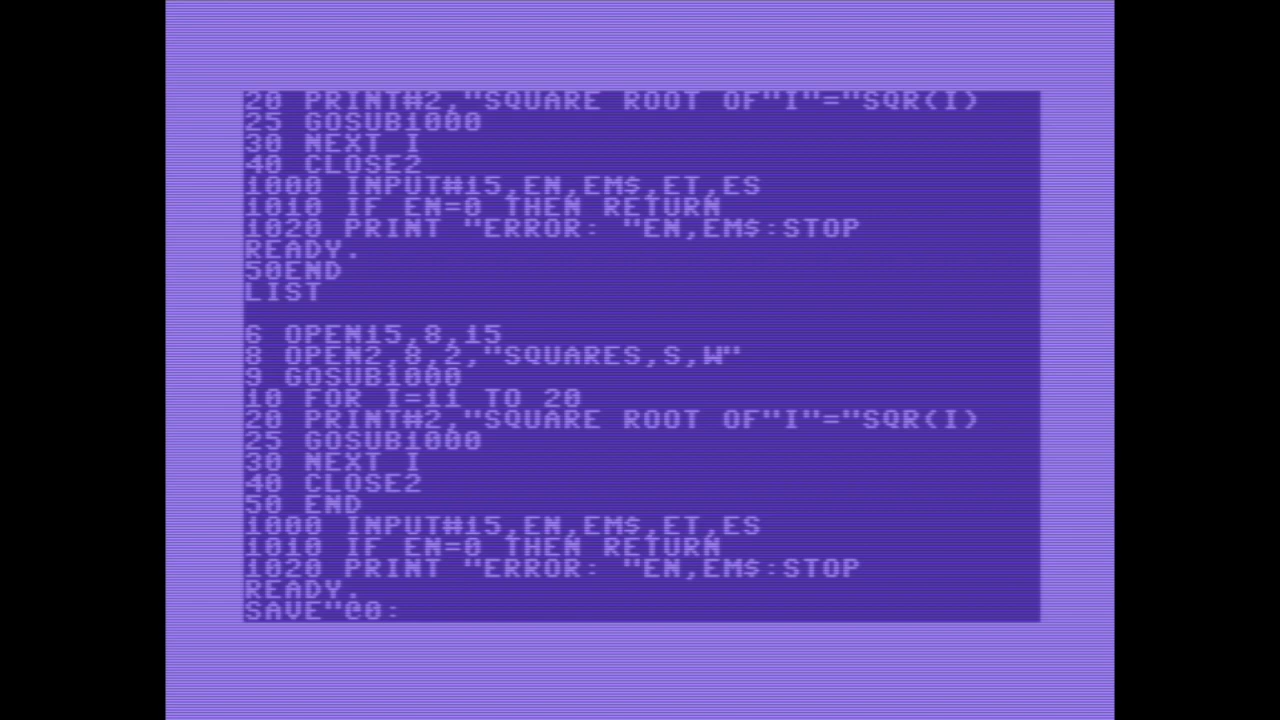 20 PRINT#2,"SQUARE ROOT OF"I"="SQR(I)
25 GOSUB1000
30 NEXT I
40 CLOSE2
1000 INPUT#15,EN,EM$,ET,ES
1010 IF EN=0 THEN RETURN
1020 PRINT "ERROR: "EN,EM$:STOP
READY.
50END
LIST
6 OPEN15,8,15
8 OPEN2,8,2,"SQUARES,S,W"
9 GOSUB1000
10 FOR I=11 TO 20
20 PRINT#2,"SQUARE ROOT OF"I"="SQR(I)
25 GOSUB1000
30 NEXT I
40 CLOSE2
50 END
1000 INPUT#15,EN,EM$,ET,ES
1010 IF EN=0 THEN RETURN
1020 PRINT "ERROR: "EN,EM$:STOP
READY.
SAVE"@0: